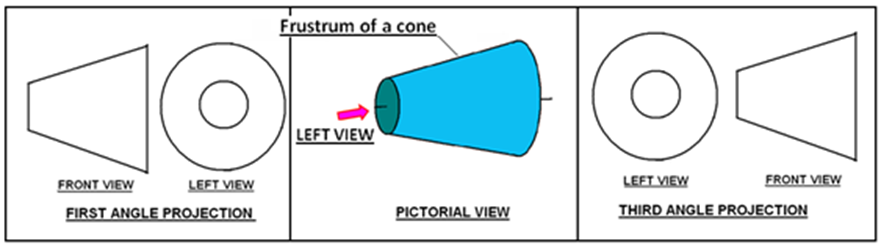 FRONT VIEW
LEFT VIEW
FIRST ANGLE PROJECTION
Frustrum of a cone
LEFT VIEW
PICTORIAL VIEW
LEFT VIEW
FRONT VIEW
THIRD ANGLE PROJECTION